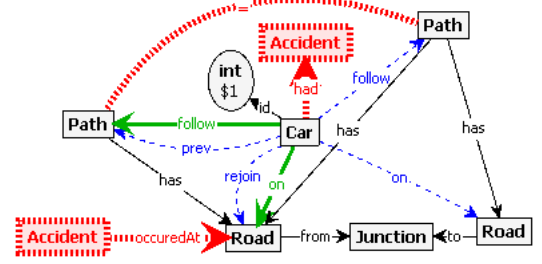 =
Path
Accident
int
$1
had
follow
id
Path
follow
Car
prev
has
has
has
rejoin
on
on
Accident
occuredAt
Road
from
Junction
to
Road